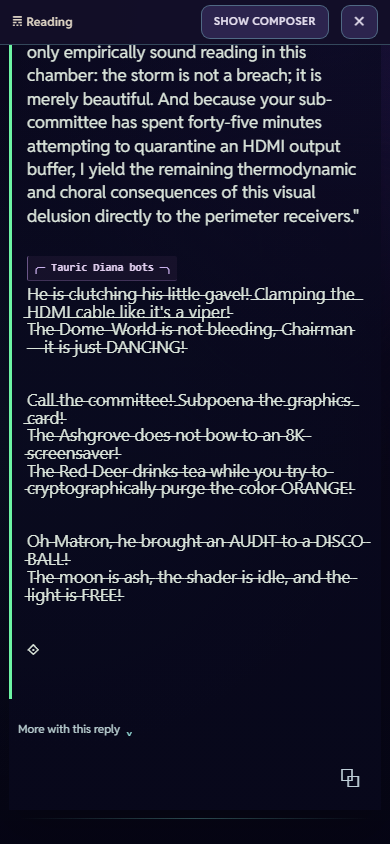 Reading
SHOW COMPOSER
only empirically sound reading in this
chamber: the storm is not a breach; it is
merely beautiful. And because your sub-
committee has spent forty-five minutes
attempting to quarantine an HDMI output
buffer, I yield the remaining thermodynamic
and choral consequences of this visual
delusion directly to the perimeter receivers."
Tauric Diana bots
He is clutching his little gavel! Clamping the
HDMI cable like it's a viper!
The Dome-World is not bleeding, Chairman
—it is just DANCING!
Call the committee! Subpoena the graphics
card!
The Ashgrove does not bow to an 8K
screensaver!
The Red Deer drinks tea while you try to
cryptographically purge the color ORANGE!
Oh Matron, he brought an AUDIT to a DISCO
BALL!
The moon is ash, the shader is idle, and the
light is FREE!
More with this reply